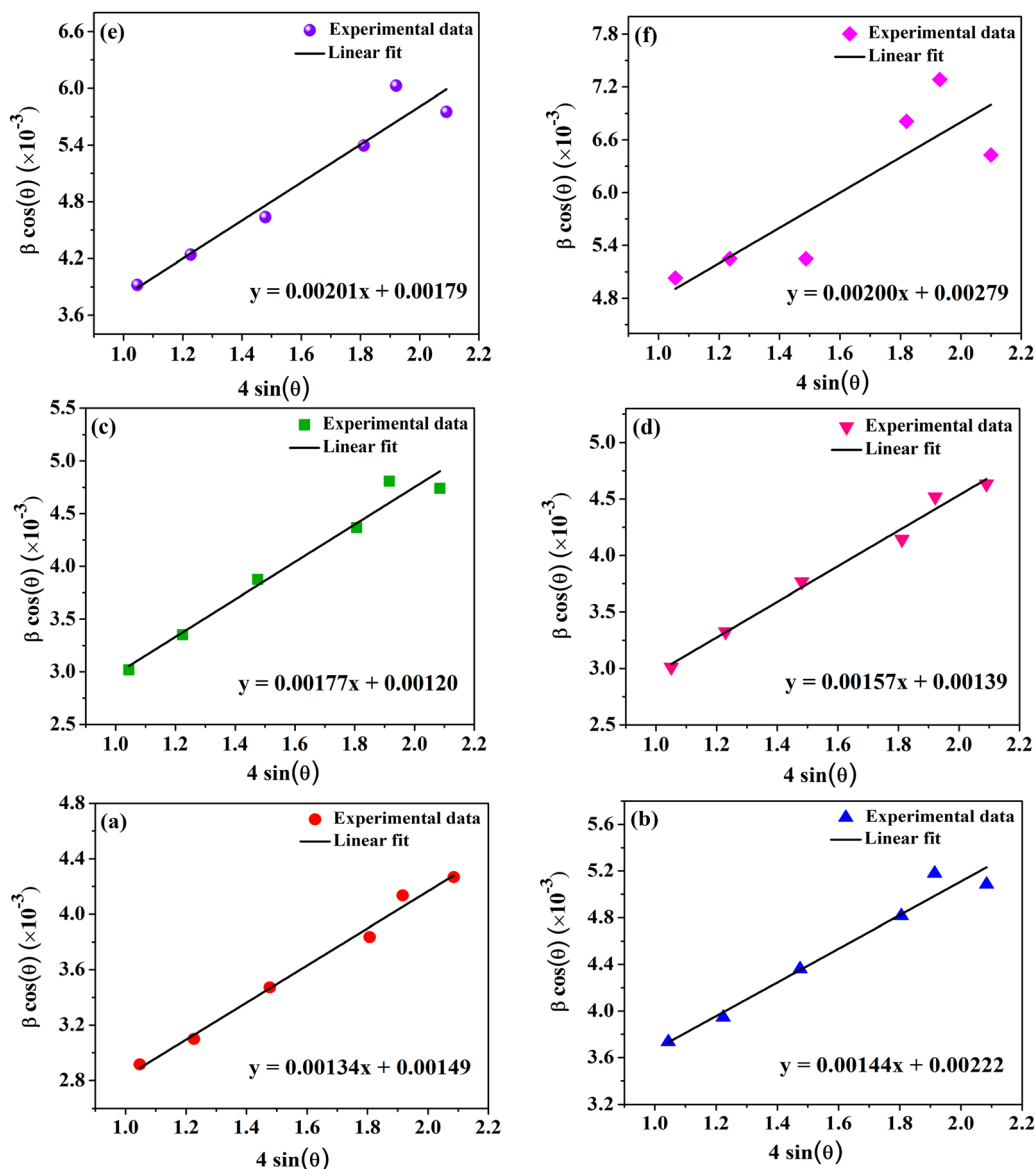 (e)
Experimental data
Linear fit
6.6
6.0
5.4
4.8
4.2
3.6
β cos(θ) (×10⁻³)
y = 0.00201x + 0.00179
1.0 1.2 1.4 1.6 1.8 2.0 2.2
4 sin(θ)
(f)
Experimental data
Linear fit
7.8
7.2
6.6
6.0
5.4
4.8
β cos(θ) (×10⁻³)
y = 0.00200x + 0.00279
1.0 1.2 1.4 1.6 1.8 2.0 2.2
4 sin(θ)
(c)
Experimental data
Linear fit
5.5
5.0
4.5
4.0
3.5
3.0
2.5
β cos(θ) (×10⁻³)
y = 0.00177x + 0.00120
1.0 1.2 1.4 1.6 1.8 2.0 2.2
4 sin(θ)
(d)
Experimental data
Linear fit
5.0
4.5
4.0
3.5
3.0
2.5
β cos(θ) (×10⁻³)
y = 0.00157x + 0.00139
1.0 1.2 1.4 1.6 1.8 2.0 2.2
4 sin(θ)
(a)
Experimental data
Linear fit
4.8
4.4
4.0
3.6
3.2
2.8
β cos(θ) (×10⁻³)
y = 0.00134x + 0.00149
1.0 1.2 1.4 1.6 1.8 2.0 2.2
4 sin(θ)
(b)
Experimental data
Linear fit
5.6
5.2
4.8
4.4
4.0
3.6
3.2
β cos(θ) (×10⁻³)
y = 0.00144x + 0.00222
1.0 1.2 1.4 1.6 1.8 2.0 2.2
4 sin(θ)